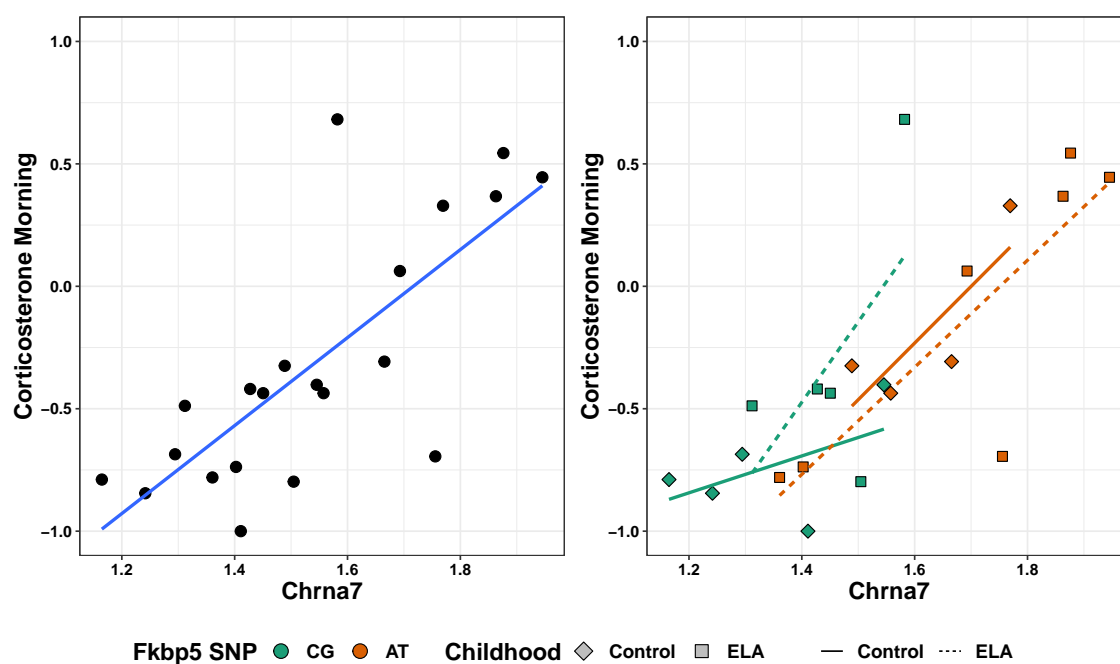 1.0
0.5
0.0
−0.5
−1.0
Corticosterone Morning
1.2 1.4 1.6 1.8
Chrna7
1.0
0.5
0.0
−0.5
−1.0
Corticosterone Morning
1.2 1.4 1.6 1.8
Chrna7
Fkbp5 SNP CG AT Childhood Control ELA Control ELA